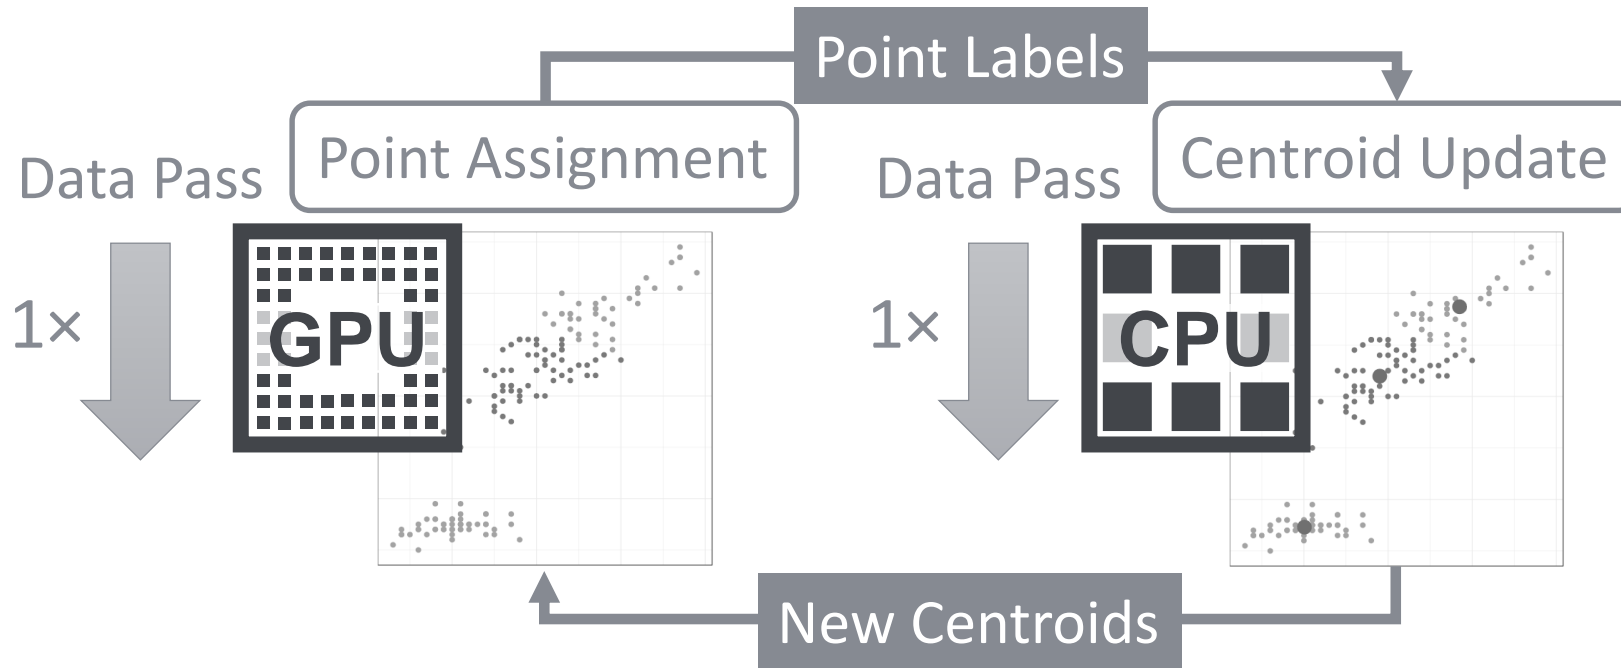 Point Labels
Point Assignment
Centroid Update
Data Pass
Data Pass
1×
GPU
1×
CPU
New Centroids